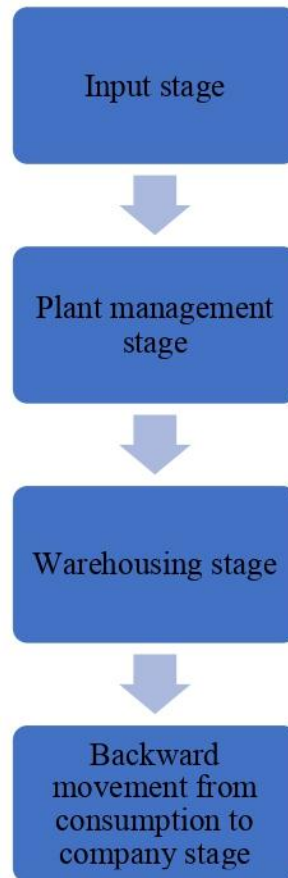 Input stage
Plant management
stage
Warehousing stage
Backward
movement from
consumption to
company stage